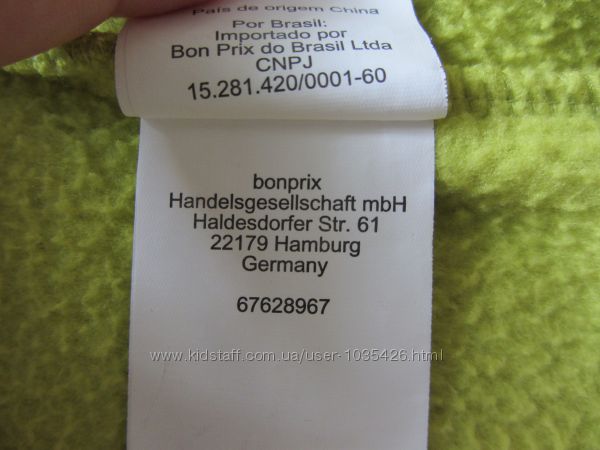 País de origem China
Por Brasil:
Importado por
Bon Prix do Brasil Ltda
CNPJ
15.281.420/0001-60
bonprix
Handelsgesellschaft mbH
Haldesdorfer Str. 61
22179 Hamburg
Germany
67628967
www.kidstaff.com.ua/user-1035426.html